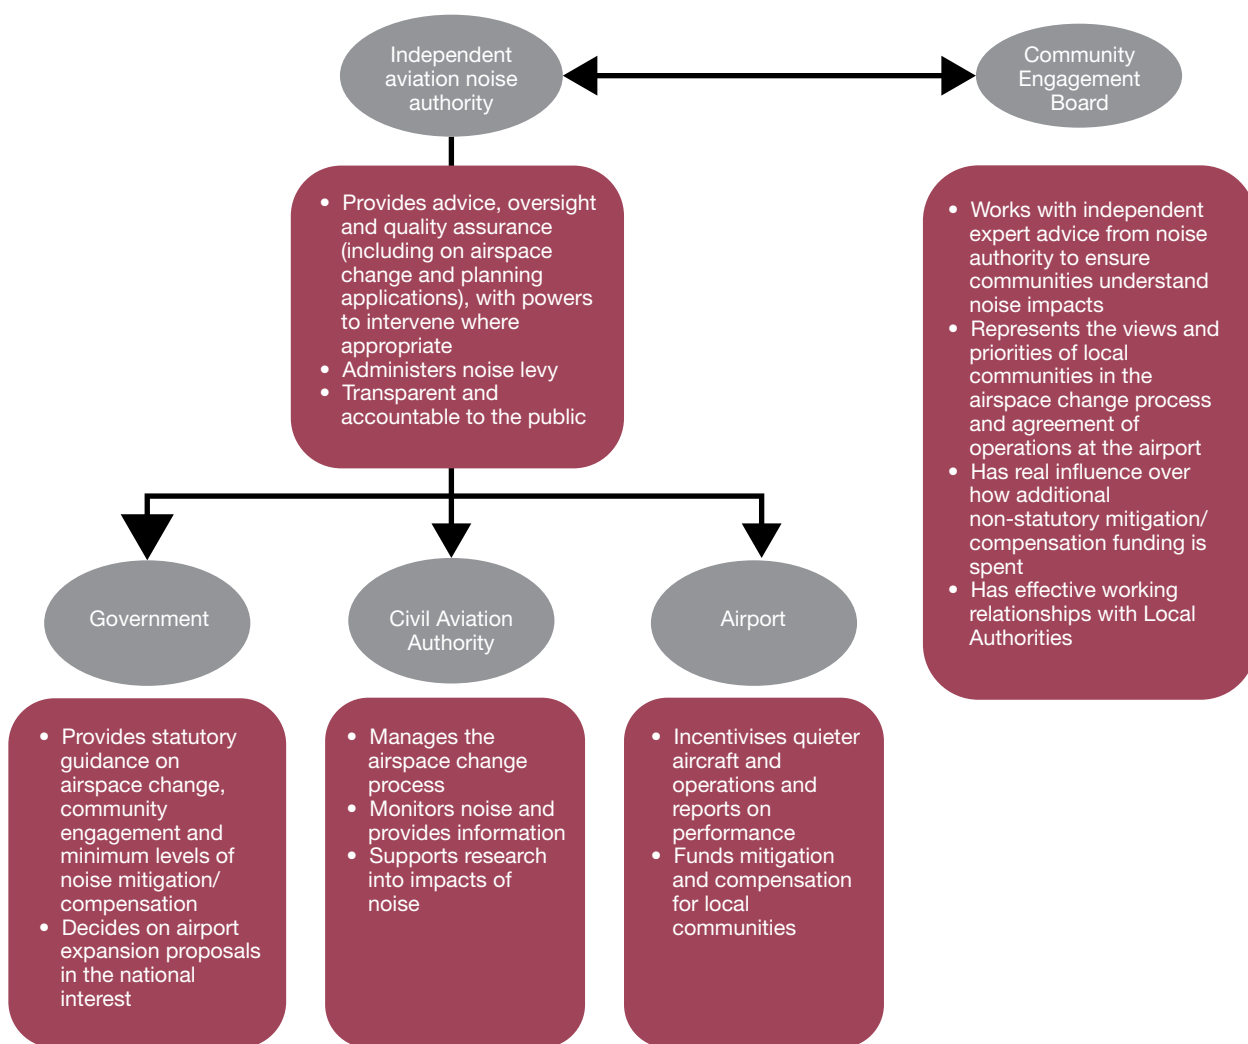 Independent
aviation noise
authority
Community
Engagement
Board
• Provides advice, oversight
and quality assurance
(including on airspace
change and planning
applications), with powers
to intervene where
appropriate
• Administers noise levy
• Transparent and
accountable to the public
• Works with independent
expert advice from noise
authority to ensure
communities understand
noise impacts
• Represents the views and
priorities of local
communities in the
airspace change process
and agreement of
operations at the airport
• Has real influence over
how additional
non-statutory mitigation/
compensation funding is
spent
• Has effective working
relationships with Local
Authorities
Government
Civil Aviation
Authority
Airport
• Provides statutory
guidance on
airspace change,
community
engagement and
minimum levels of
noise mitigation/
compensation
• Decides on airport
expansion proposals
in the national
interest
• Manages the
airspace change
process
• Monitors noise and
provides information
• Supports research
into impacts of
noise
• Incentivises quieter
aircraft and
operations and
reports on
performance
• Funds mitigation
and compensation
for local
communities